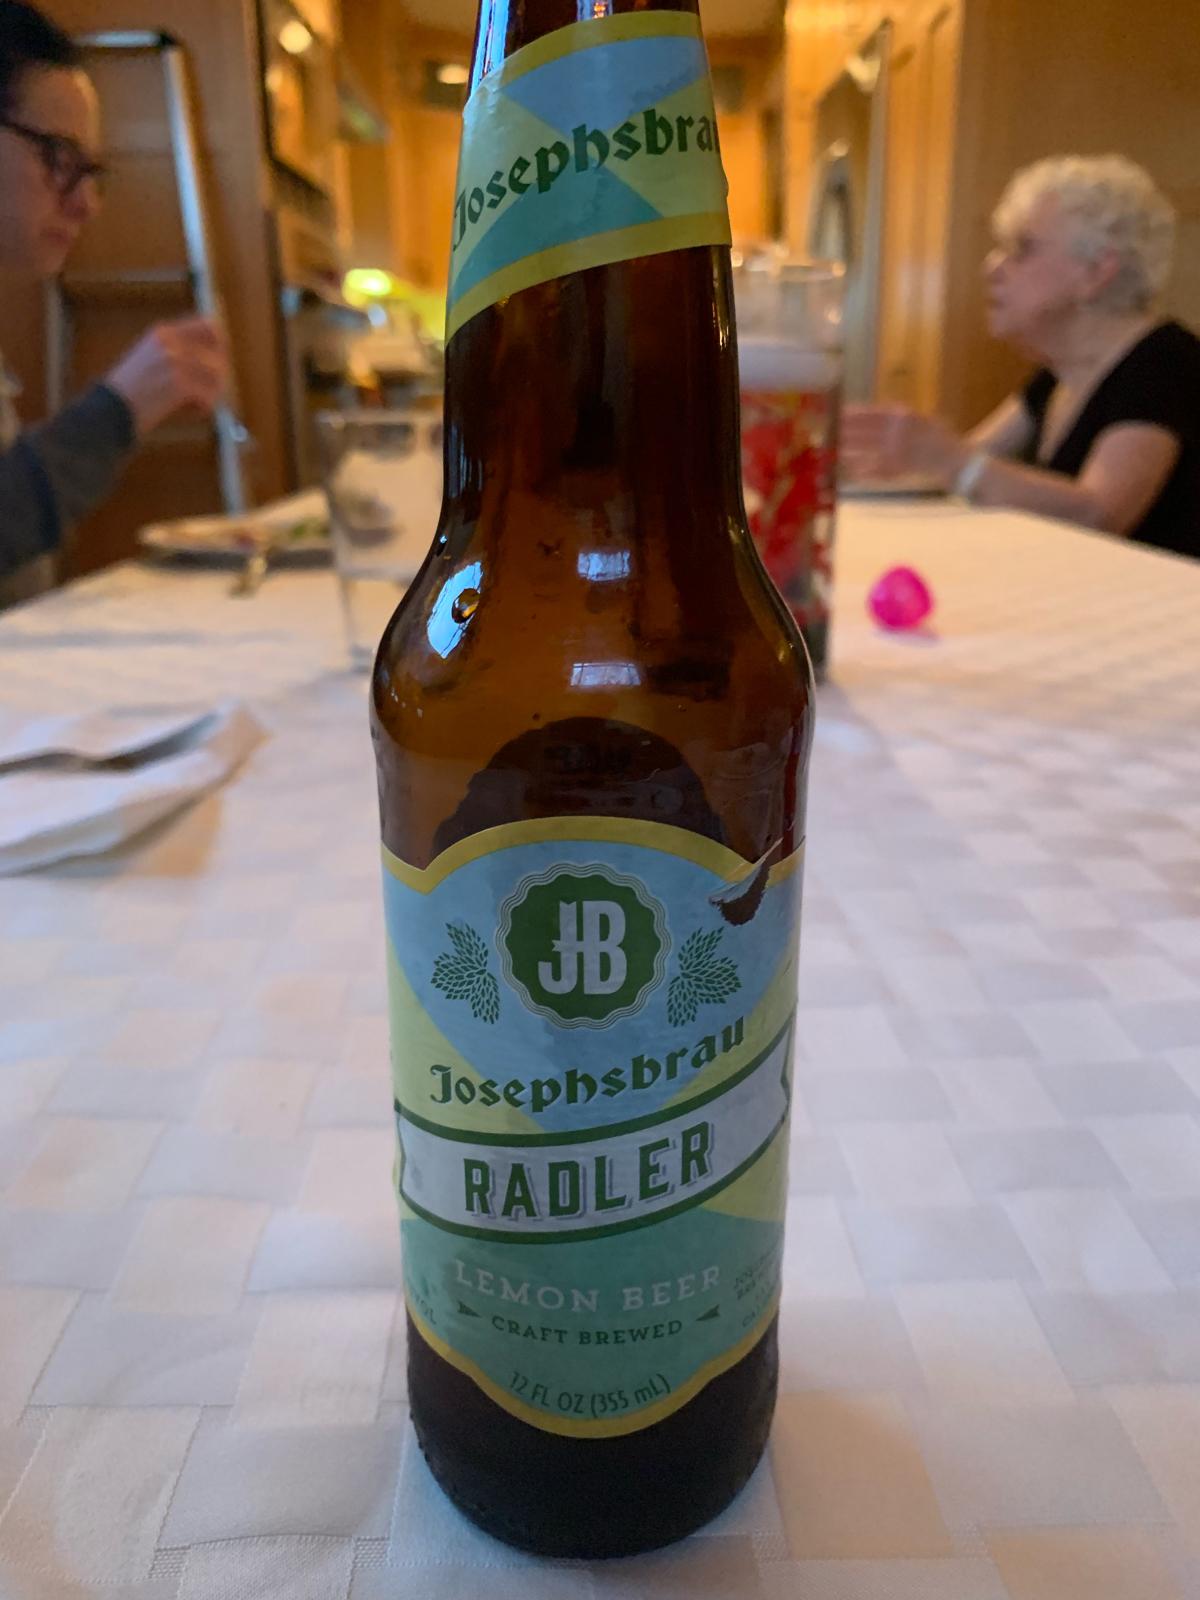 Josephsbrau
JB
Josephsbrau
RADLER
LEMON BEER
CRAFT BREWED
12 FL OZ (355 mL)